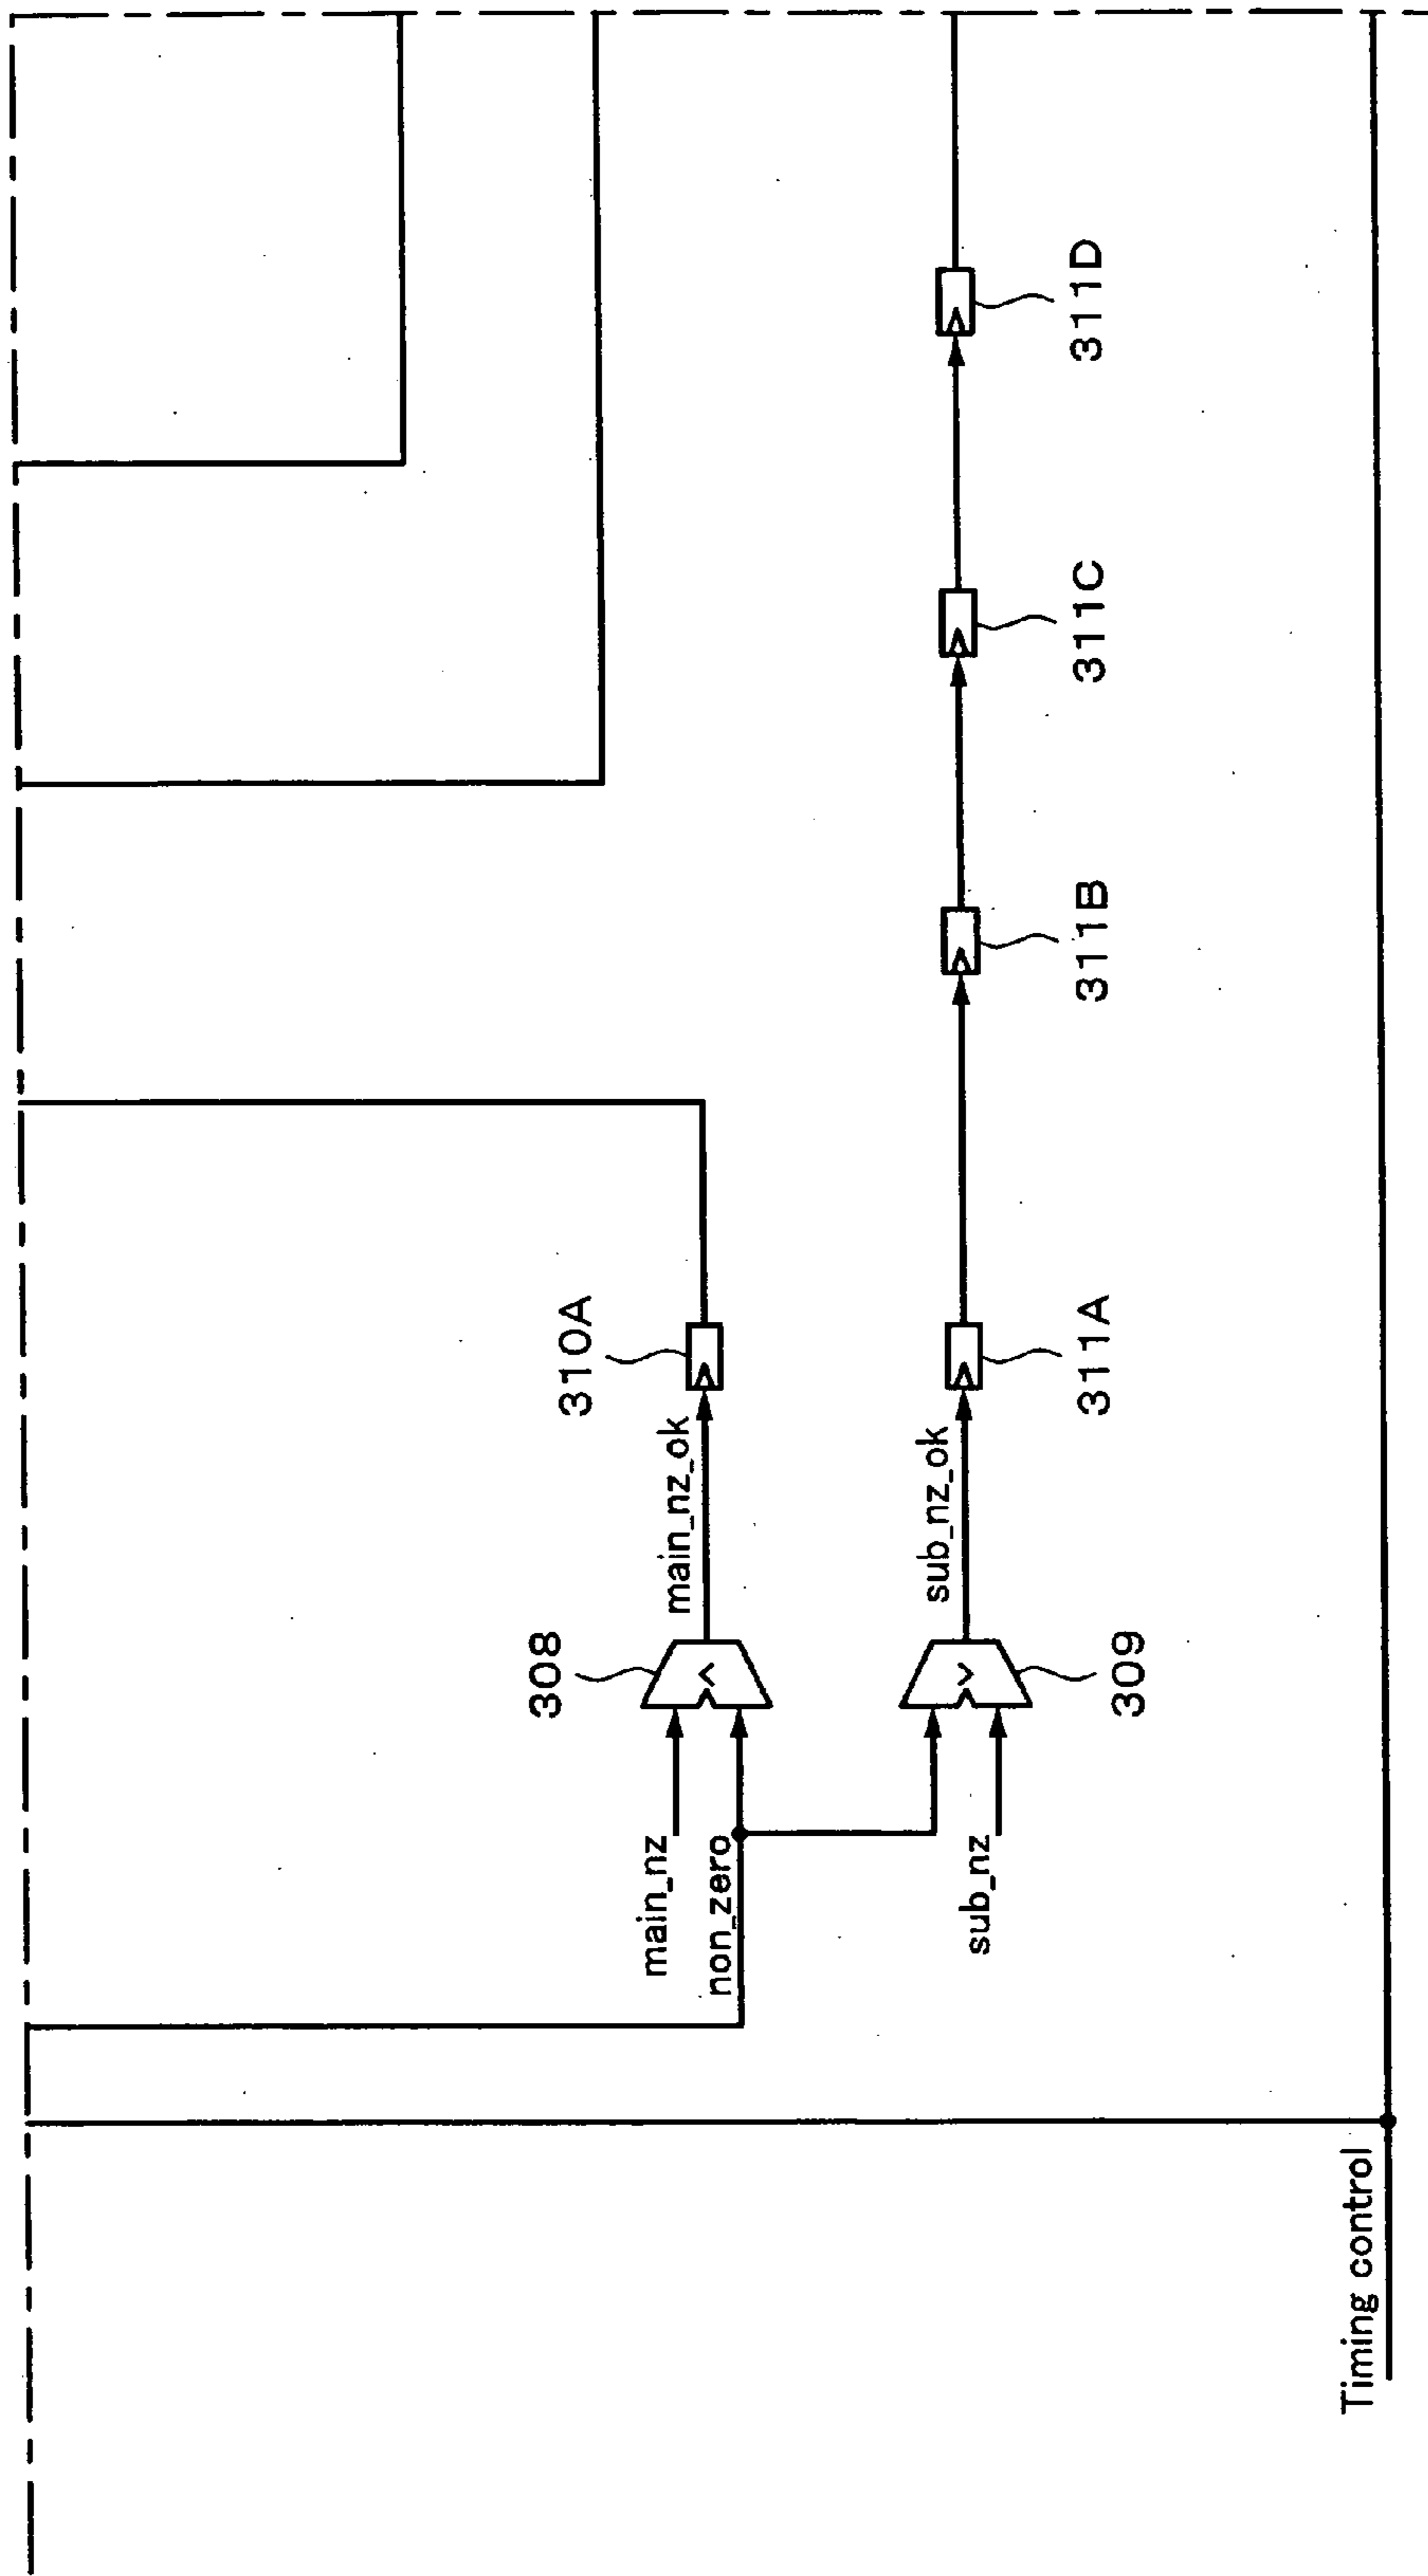 308
310A
main_nz
<
main_nz_ok
non_zero
sub_nz_ok
>
sub_nz
311A
311B
311C
311D
309
Timing control